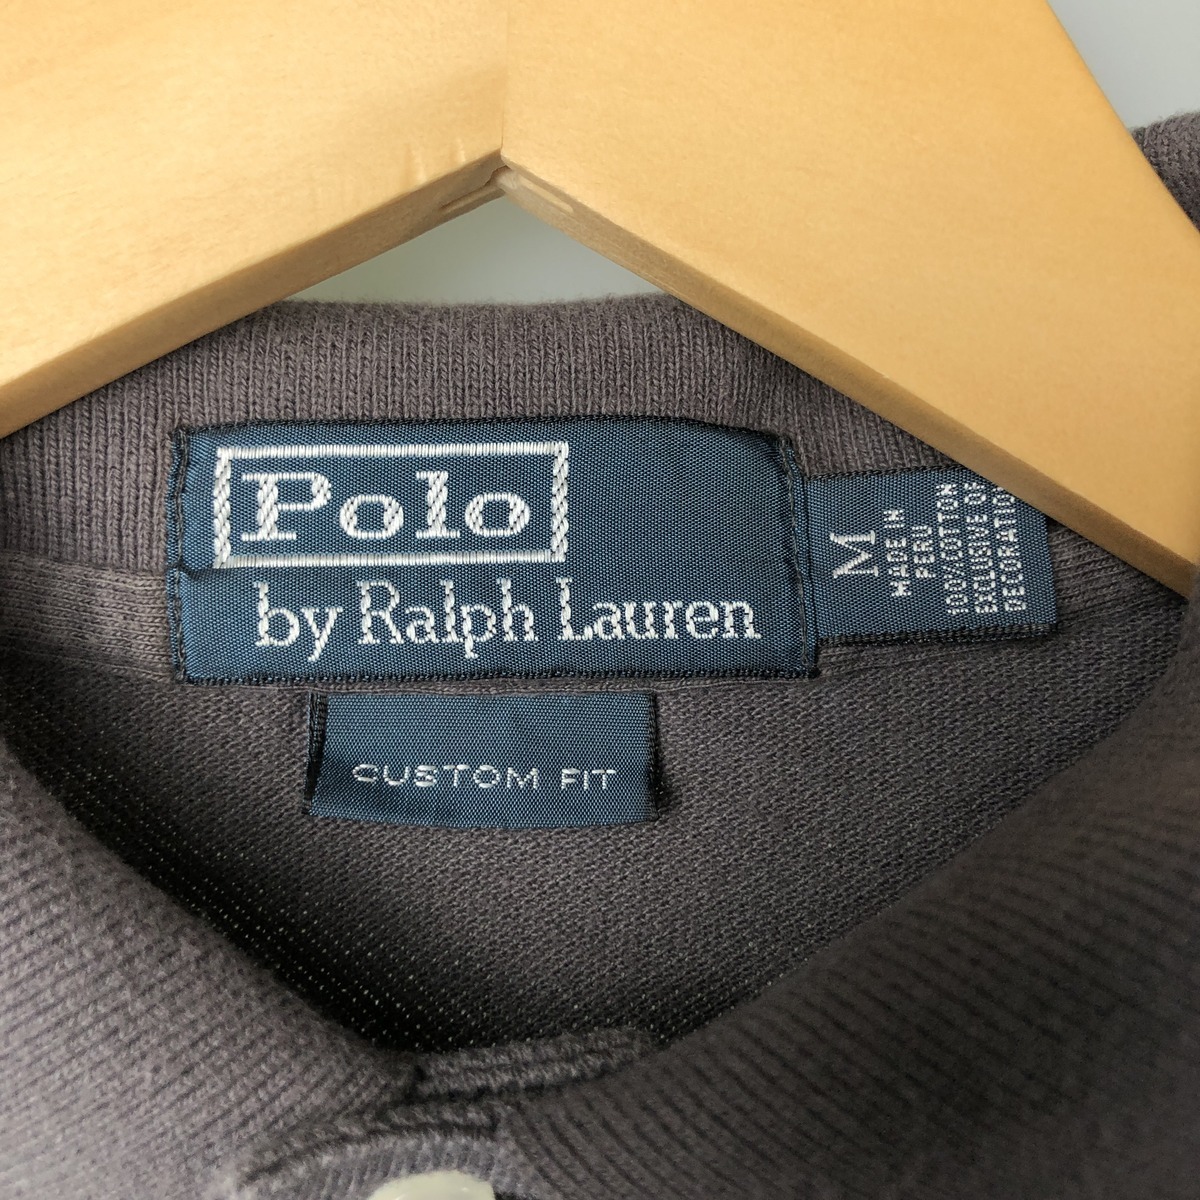 Polo
by Ralph Lauren
M
MADE IN
PERU
100% COTTON
EXCLUSIVE OF
DECORATION
CUSTOM FIT